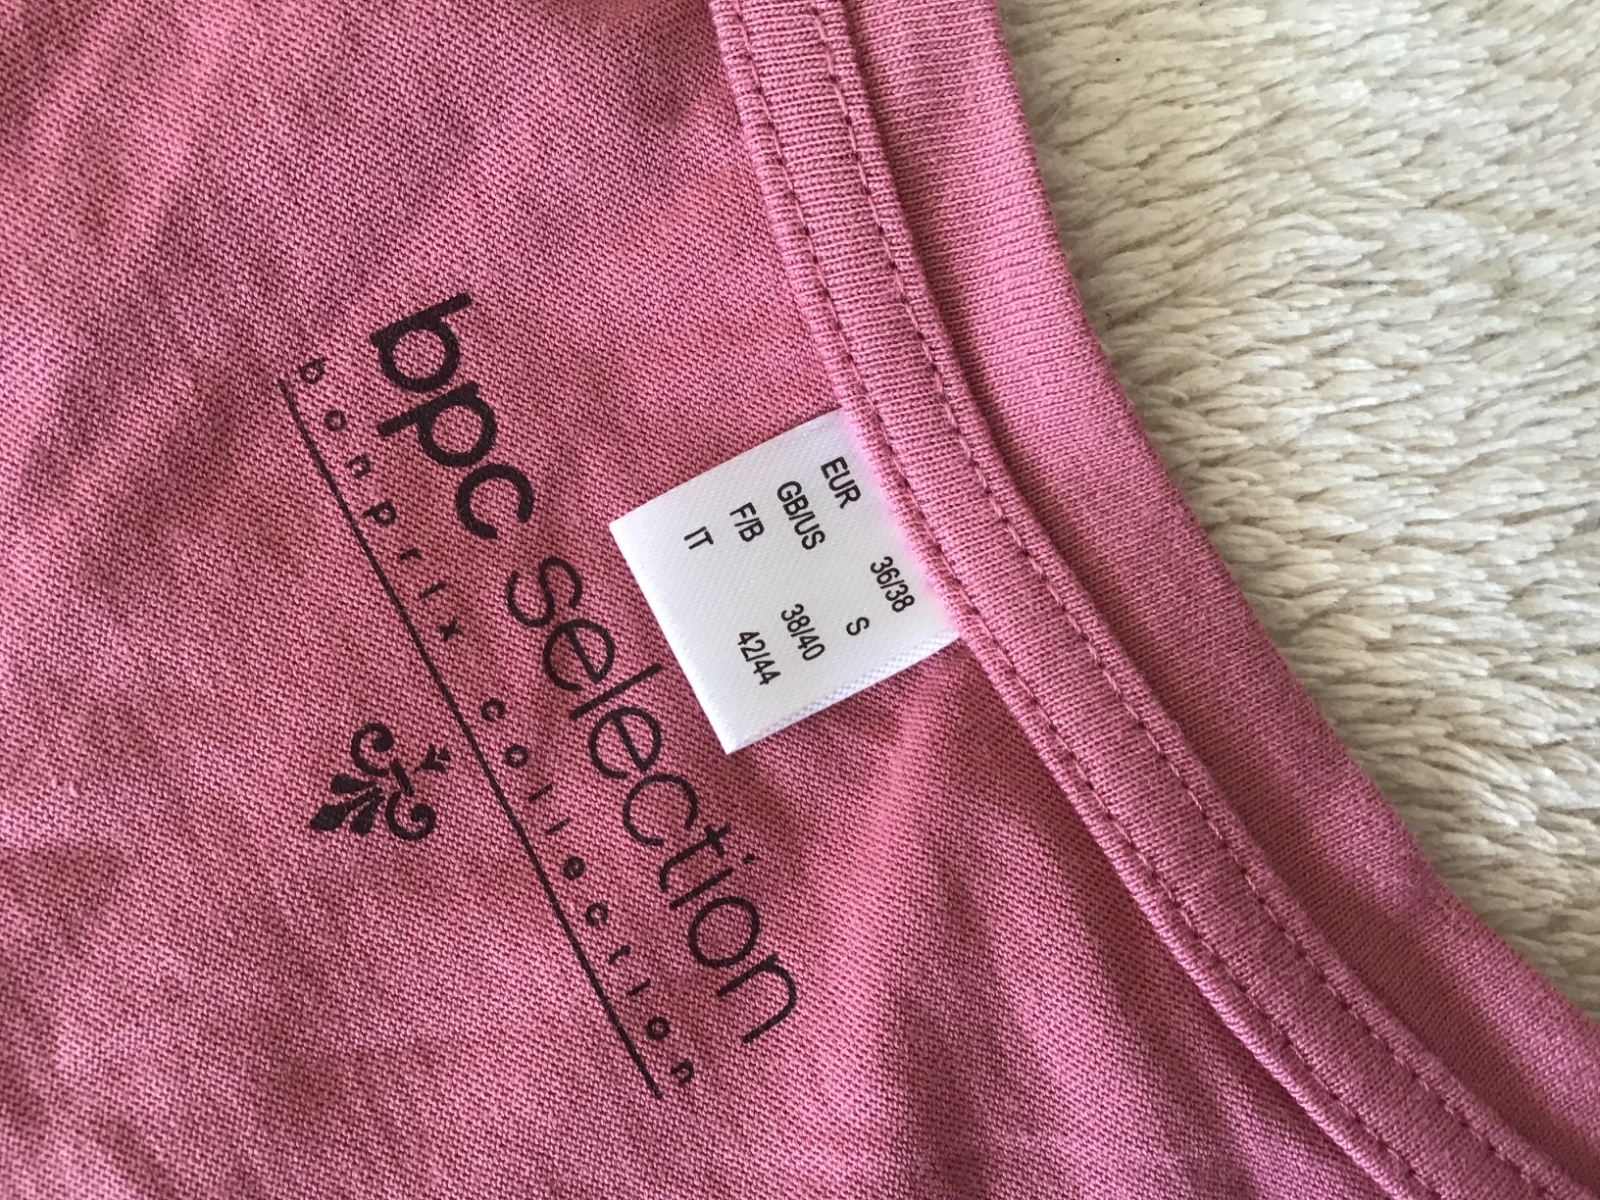 bpc selection
bonprix collection
EUR 36/38
GB/US S
F/B 38/40
IT 42/44